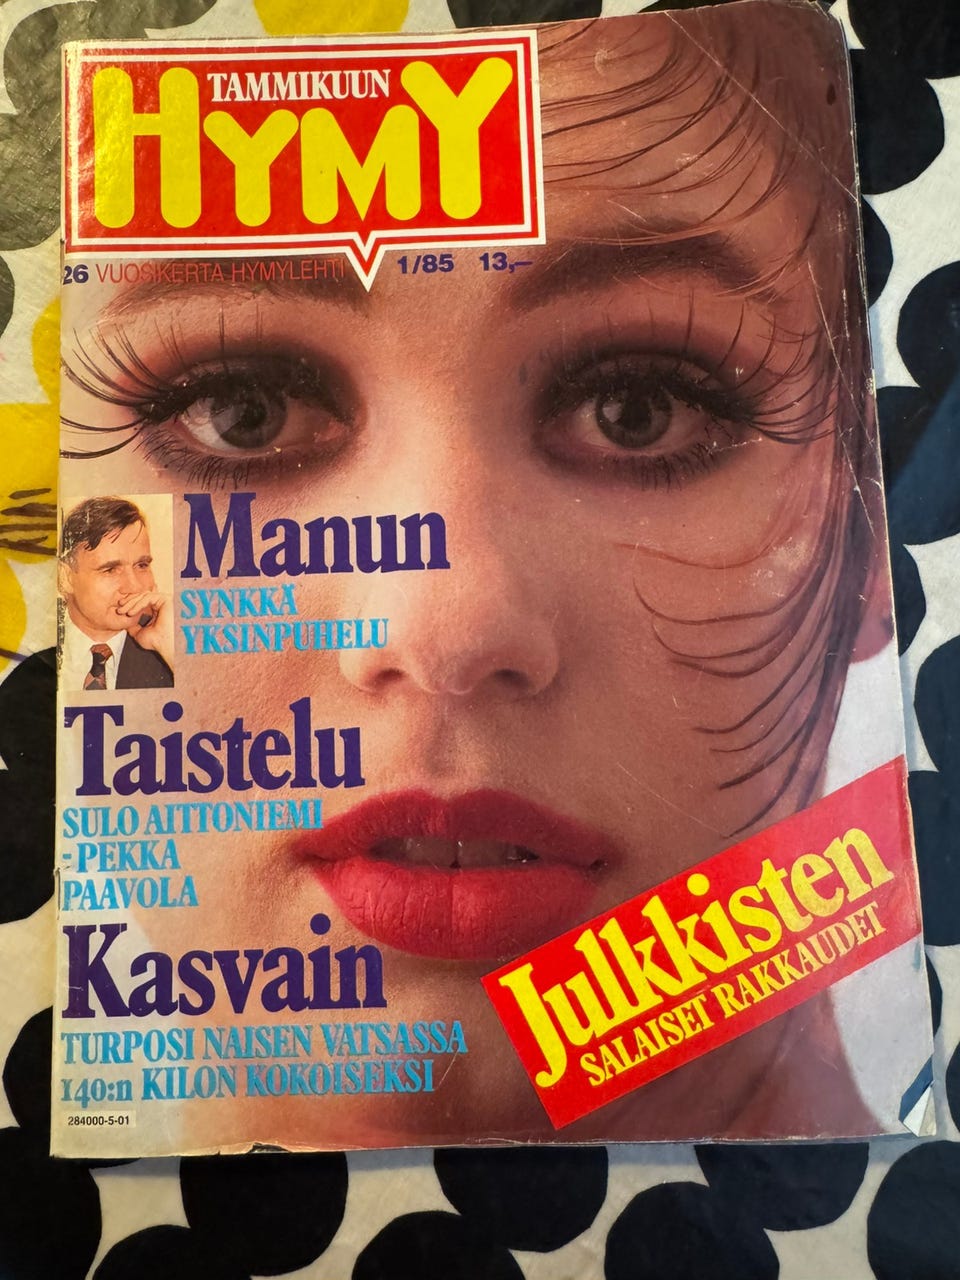 TAMMIKUUN
HYMY
26 VUOSIKERTA HYMYLEHTI 1/85 13,—
Manun
SYNKKÄ
YKSINPUHELU
Taistelu
SULO AITTONIEMI
- PEKKA
PAAVOLA
Kasvain
TURPOSI NAISEN VATSASSA
140:n KILON KOKOISEKSI
284000-5-01
Julkkisten
SALAISET RAKKAUDET